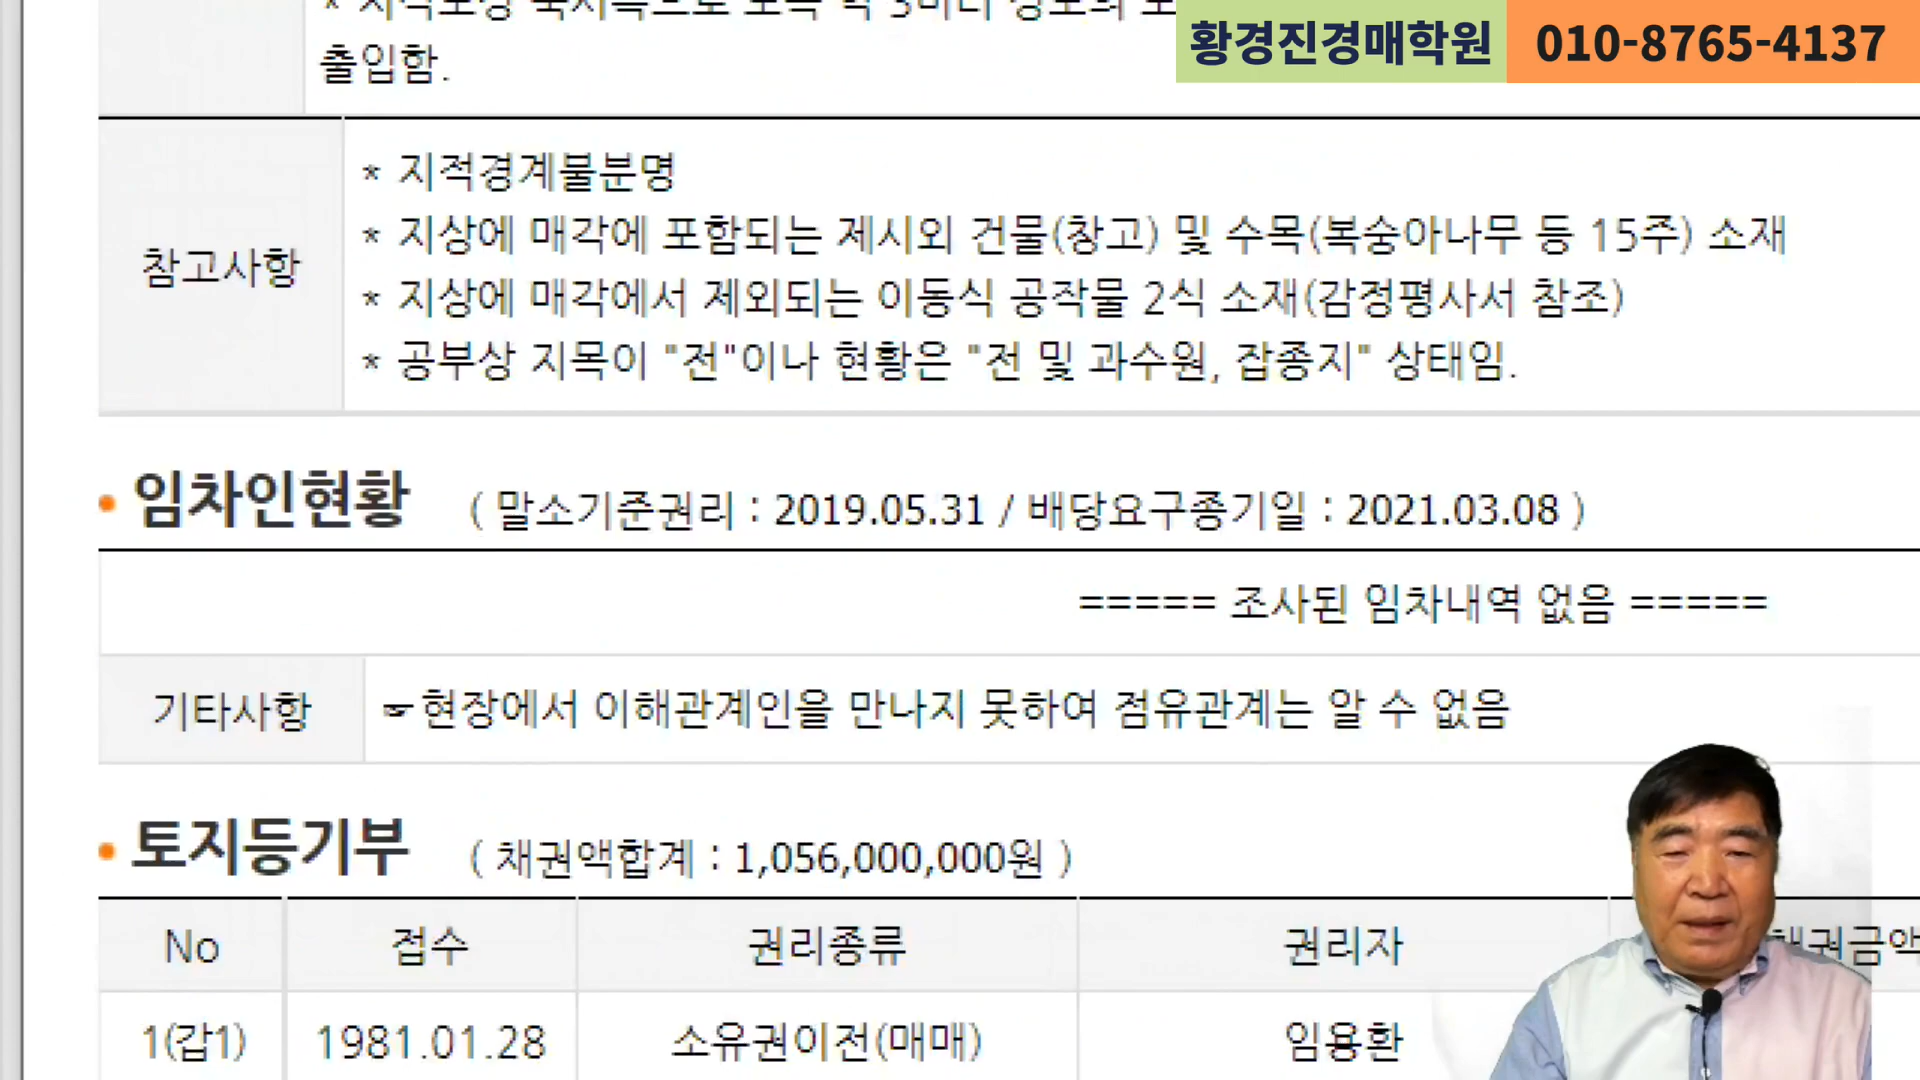 황경진경매학원 010-8765-4137
출입함.
참고사항
* 지적경계불분명
* 지상에 매각에 포함되는 제시외 건물(창고) 및 수목(복숭아나무 등 15주) 소재
* 지상에 매각에서 제외되는 이동식 공작물 2식 소재(감정평사서 참조)
* 공부상 지목이 "전"이나 현황은 "전 및 과수원, 잡종지" 상태임.
• 임차인현황 ( 말소기준권리 : 2019.05.31 / 배당요구종기일 : 2021.03.08 )
===== 조사된 임차내역 없음 =====
기타사항 ☞현장에서 이해관계인을 만나지 못하여 점유관계는 알 수 없음
• 토지등기부 ( 채권액합계 : 1,056,000,000원 )
No 접수 권리종류 권리자 채권금액
1(갑1) 1981.01.28 소유권이전(매매) 임용환